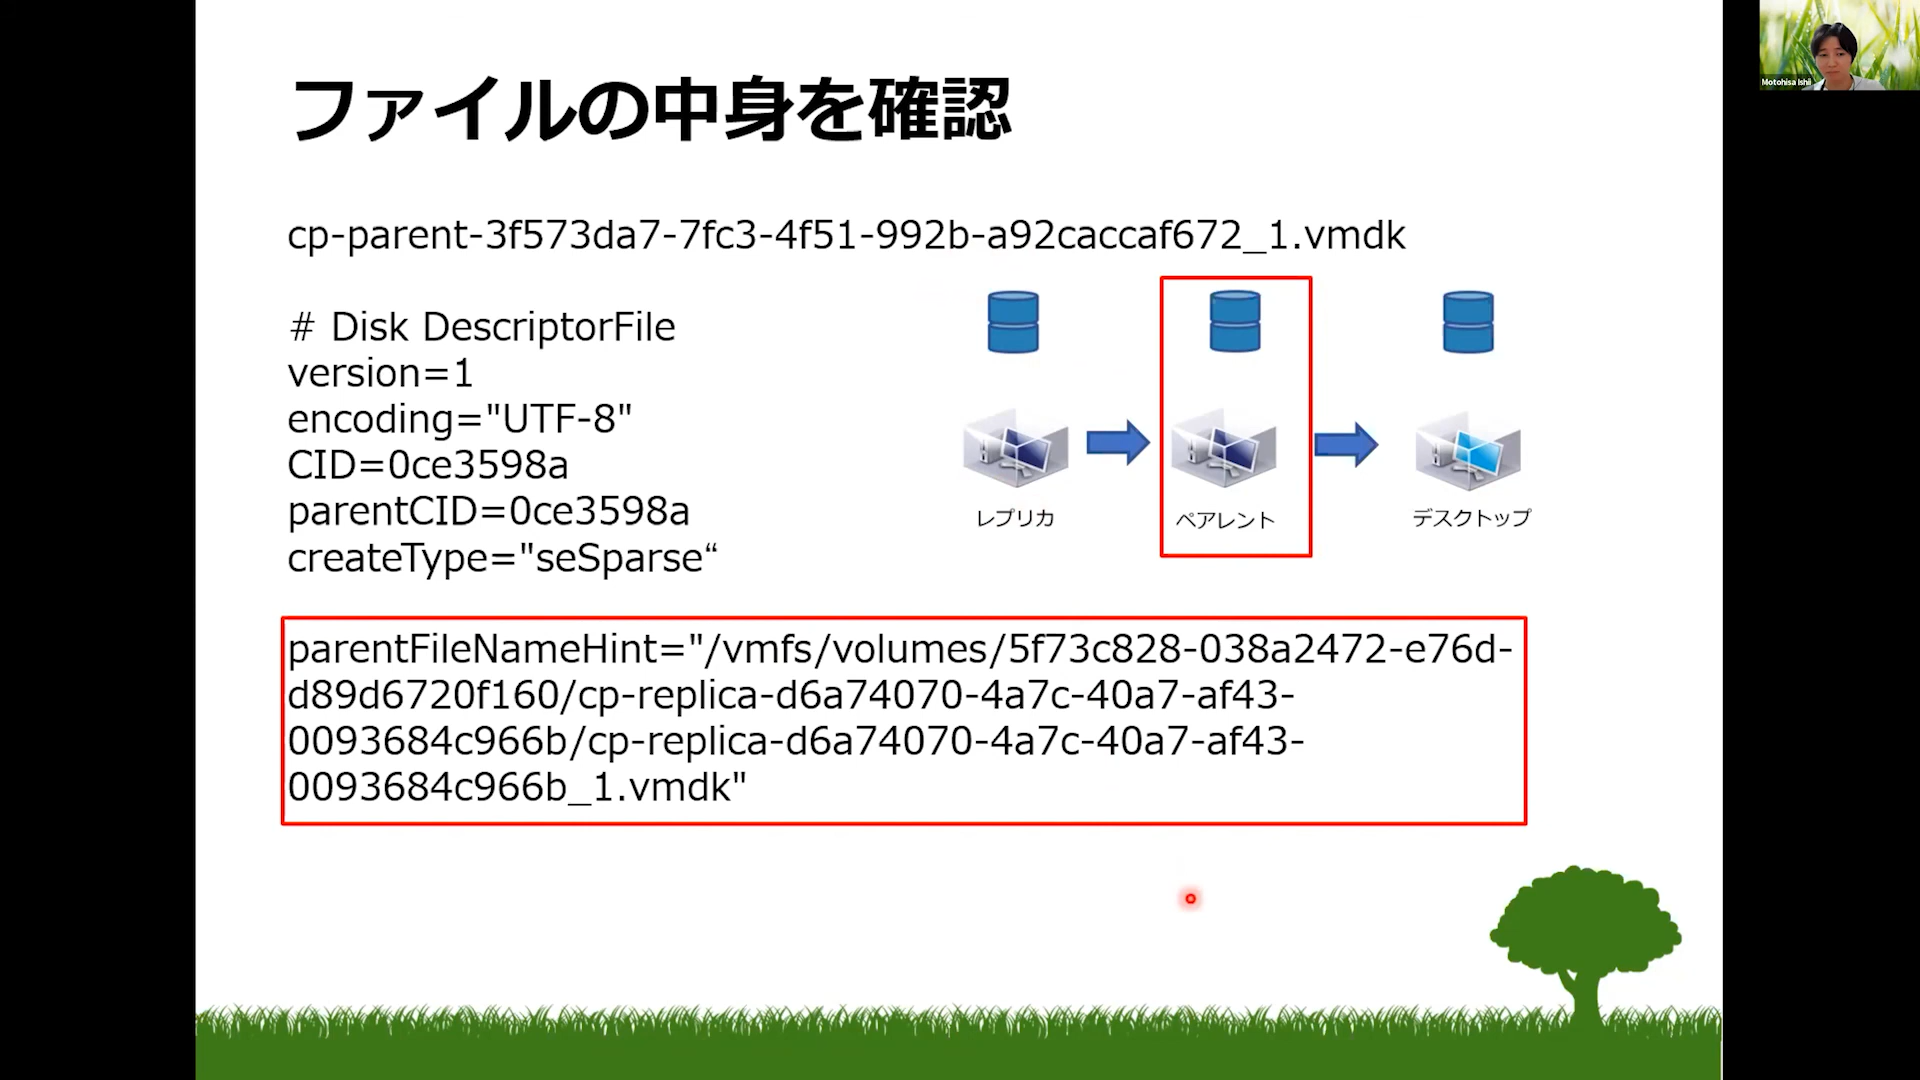 ファイルの中身を確認
Motohisa Ishii
cp-parent-3f573da7-7fc3-4f51-992b-a92caccaf672_1.vmdk
# Disk DescriptorFile
version=1
encoding="UTF-8"
CID=0ce3598a
parentCID=0ce3598a
createType="seSparse“
レプリカ
ペアレント
デスクトップ
parentFileNameHint="/vmfs/volumes/5f73c828-038a2472-e76d-
d89d6720f160/cp-replica-d6a74070-4a7c-40a7-af43-
0093684c966b/cp-replica-d6a74070-4a7c-40a7-af43-
0093684c966b_1.vmdk"